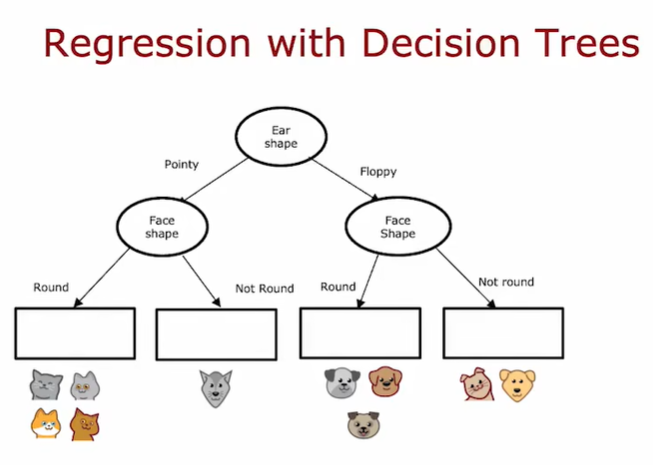 Regression with Decision Trees
Ear
shape
Pointy
Floppy
Face
shape
Face
Shape
Round
Not Round
Round
Not round